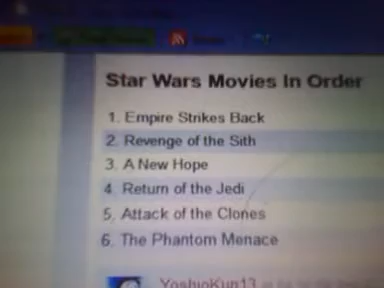 Star Wars Movies In Order
1. Empire Strikes Back
2. Revenge of the Sith
3. A New Hope
4. Return of the Jedi
5. Attack of the Clones
6. The Phantom Menace
YoshioKun13